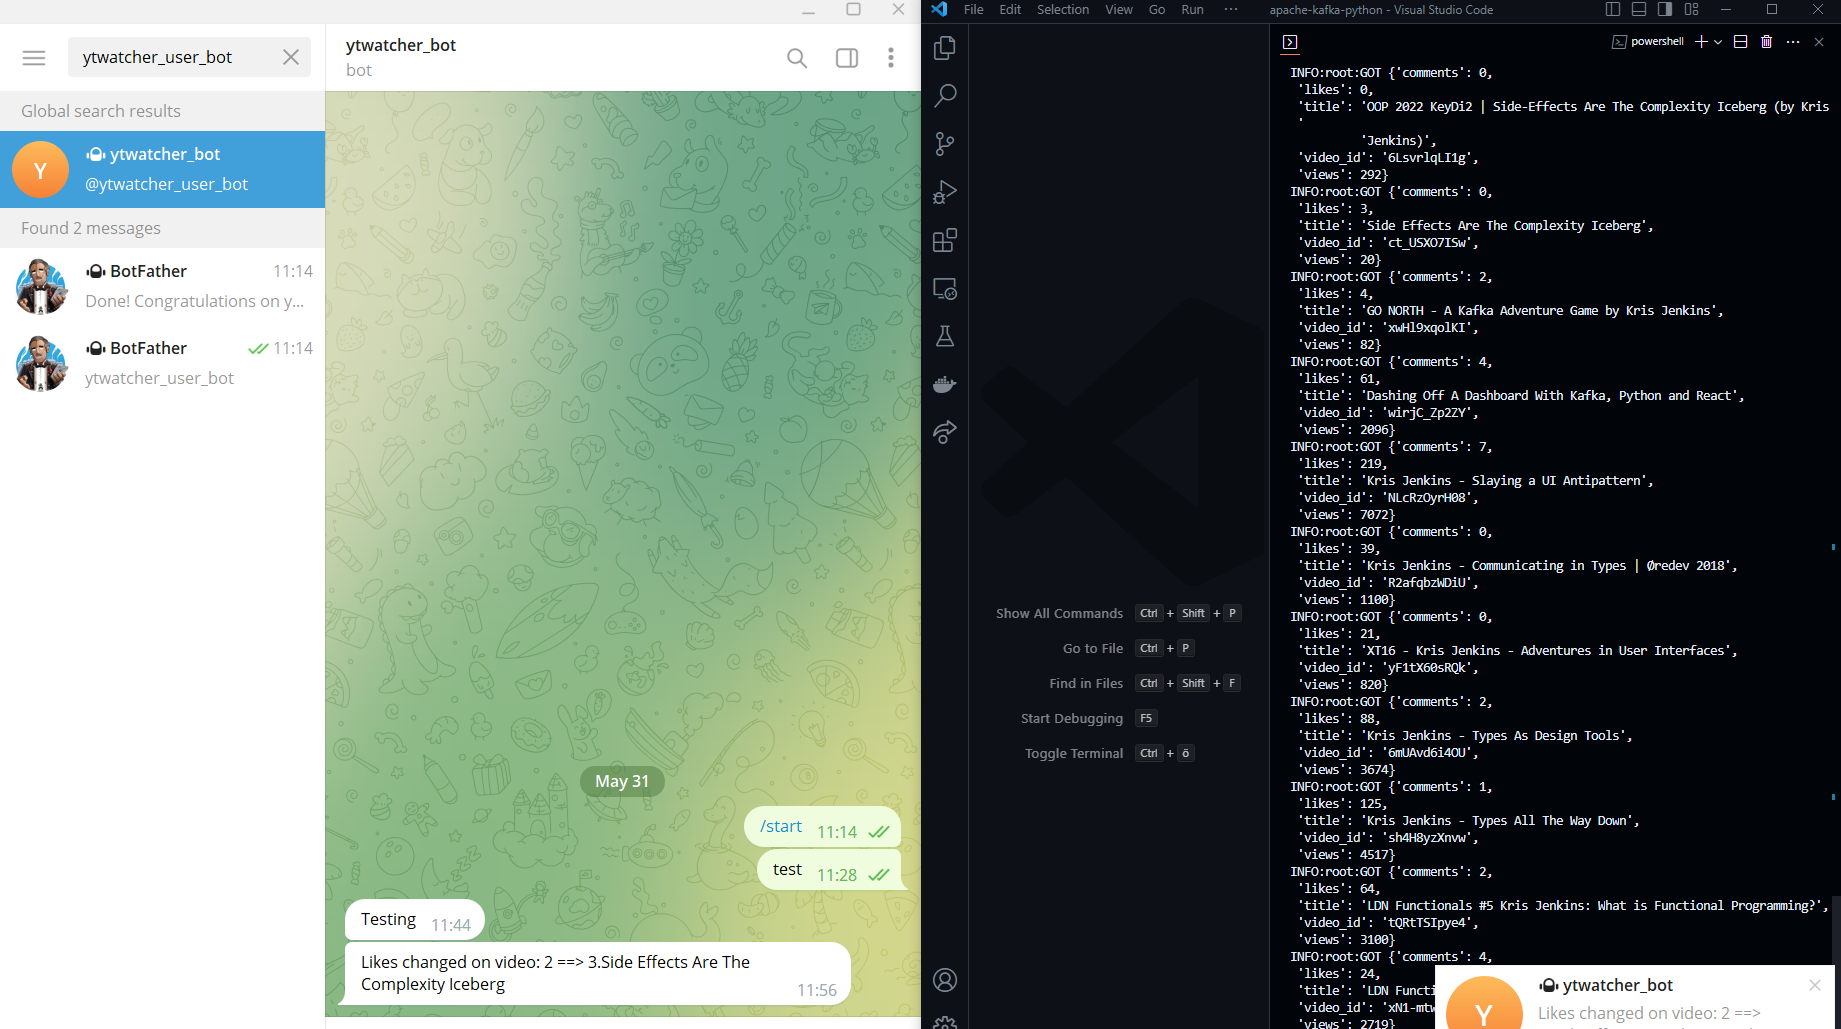 ytwatcher_user_bot
Global search results
Y
ytwatcher_bot
@ytwatcher_user_bot
Found 2 messages
BotFather 11:14
Done! Congratulations on y...
BotFather 11:14
ytwatcher_user_bot
ytwatcher_bot
bot
May 31
/start 11:14
test 11:28
Testing 11:44
Likes changed on video: 2 ==> 3.Side Effects Are The
Complexity Iceberg 11:56
File Edit Selection View Go Run ··· apache-kafka-python - Visual Studio Code
Show All Commands Ctrl + Shift + P
Go to File Ctrl + P
Find in Files Ctrl + Shift + F
Start Debugging F5
Toggle Terminal Ctrl + ö
powershell
INFO:root:GOT {'comments': 0,
'likes': 0,
'title': 'OOP 2022 KeyDi2 | Side-Effects Are The Complexity Iceberg (by Kris
'
'Jenkins)',
'video_id': '6LsvrlqLI1g',
'views': 292}
INFO:root:GOT {'comments': 0,
'likes': 3,
'title': 'Side Effects Are The Complexity Iceberg',
'video_id': 'ct_USXO7ISw',
'views': 20}
INFO:root:GOT {'comments': 2,
'likes': 4,
'title': 'GO NORTH - A Kafka Adventure Game by Kris Jenkins',
'video_id': 'xwHl9xqolKI',
'views': 82}
INFO:root:GOT {'comments': 4,
'likes': 61,
'title': 'Dashing Off A Dashboard With Kafka, Python and React',
'video_id': 'wirjC_Zp2ZY',
'views': 2096}
INFO:root:GOT {'comments': 7,
'likes': 219,
'title': 'Kris Jenkins - Slaying a UI Antipattern',
'video_id': 'NLcRzOyrH08',
'views': 7072}
INFO:root:GOT {'comments': 0,
'likes': 39,
'title': 'Kris Jenkins - Communicating in Types | Øredev 2018',
'video_id': 'R2afqbzWDiU',
'views': 1100}
INFO:root:GOT {'comments': 0,
'likes': 21,
'title': 'XT16 - Kris Jenkins - Adventures in User Interfaces',
'video_id': 'yF1tX60sRQk',
'views': 820}
INFO:root:GOT {'comments': 2,
'likes': 88,
'title': 'Kris Jenkins - Types As Design Tools',
'video_id': '6mUAvd6i4OU',
'views': 3674}
INFO:root:GOT {'comments': 1,
'likes': 125,
'title': 'Kris Jenkins - Types All The Way Down',
'video_id': 'sh4H8yzXnvw',
'views': 4517}
INFO:root:GOT {'comments': 2,
'likes': 64,
'title': 'LDN Functionals #5 Kris Jenkins: What is Functional Programming?',
'video_id': 'tQRtTSIpye4',
'views': 3100}
INFO:root:GOT {'comments': 4,
'likes': 24,
'title': 'LDN Functi
'video_id': 'xN1-mtw
'views': 2719}
Y
ytwatcher_bot
Likes changed on video: 2 ==>